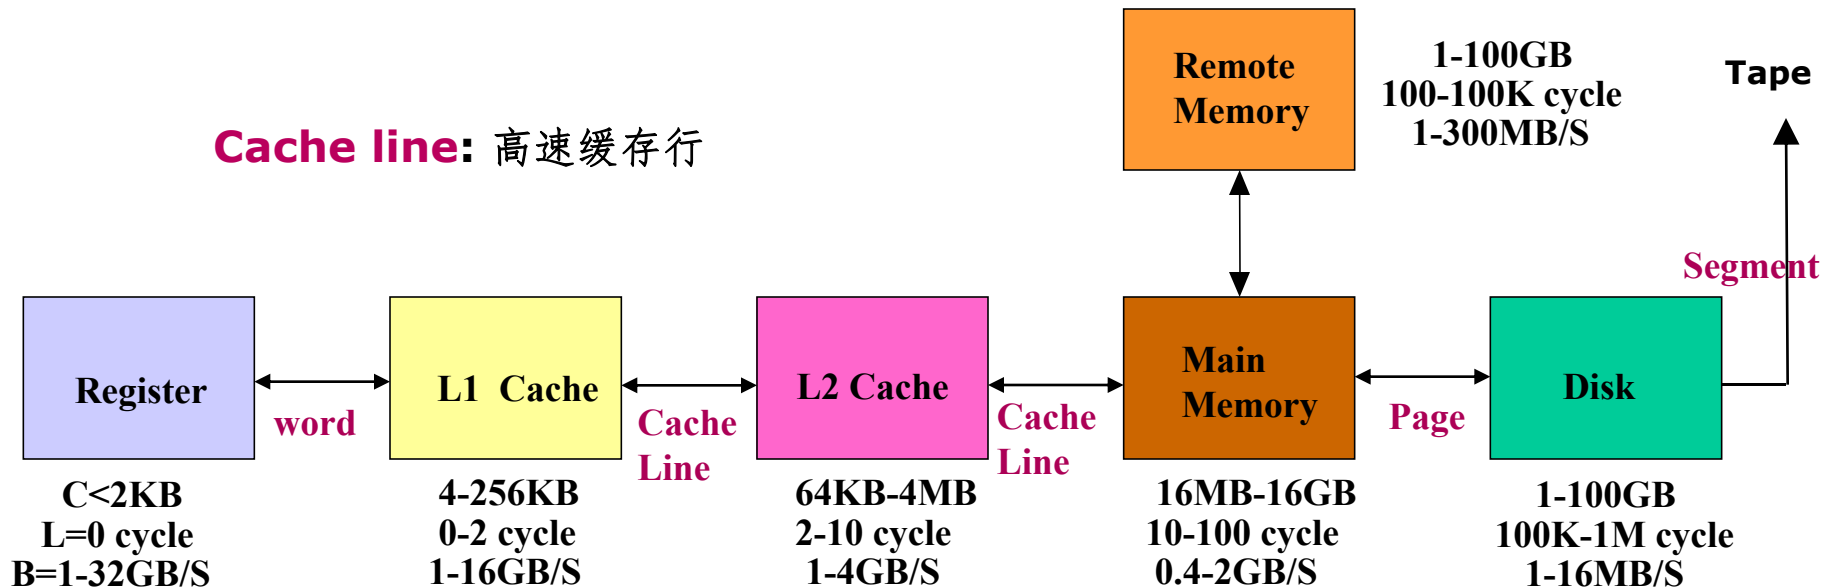 Remote
Memory
1-100GB
100-100K cycle
1-300MB/S
Tape
Cache line: 高速缓存行
Segment
Register
word
L1 Cache
Cache
Line
L2 Cache
Cache
Line
Main
Memory
Page
Disk
C<2KB
L=0 cycle
B=1-32GB/S
4-256KB
0-2 cycle
1-16GB/S
64KB-4MB
2-10 cycle
1-4GB/S
16MB-16GB
10-100 cycle
0.4-2GB/S
1-100GB
100K-1M cycle
1-16MB/S